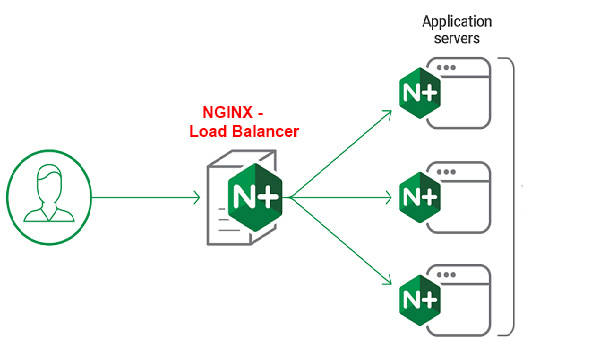 Application
servers
NGINX -
Load Balancer
N+
N+
N+
N+